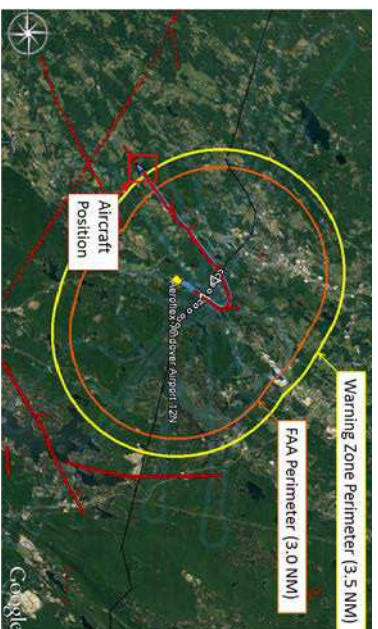 Warning Zone Perimeter (3.5 NM)
FAA Perimeter (3.0 NM)
Aeroflex-Andover Airport 12N
Aircraft
Position
Google